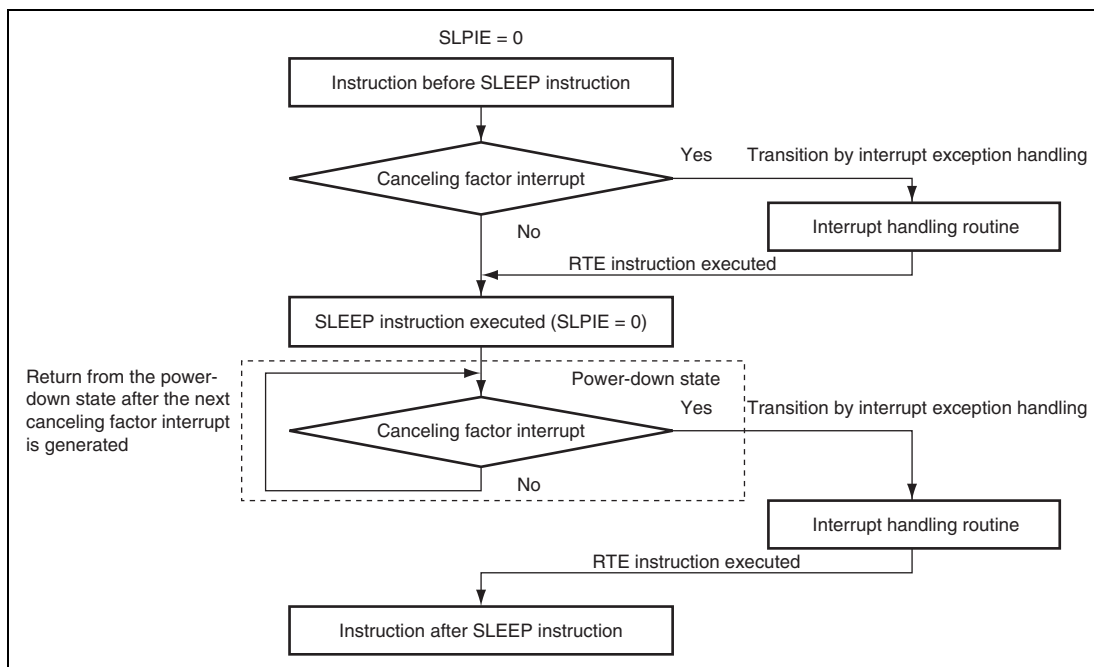 SLPIE = 0
Instruction before SLEEP instruction
Yes Transition by interrupt exception handling
Canceling factor interrupt
Interrupt handling routine
No
RTE instruction executed
SLEEP instruction executed (SLPIE = 0)
Return from the power-
down state after the next
canceling factor interrupt
is generated
Power-down state
Yes Transition by interrupt exception handling
Canceling factor interrupt
No
Interrupt handling routine
RTE instruction executed
Instruction after SLEEP instruction